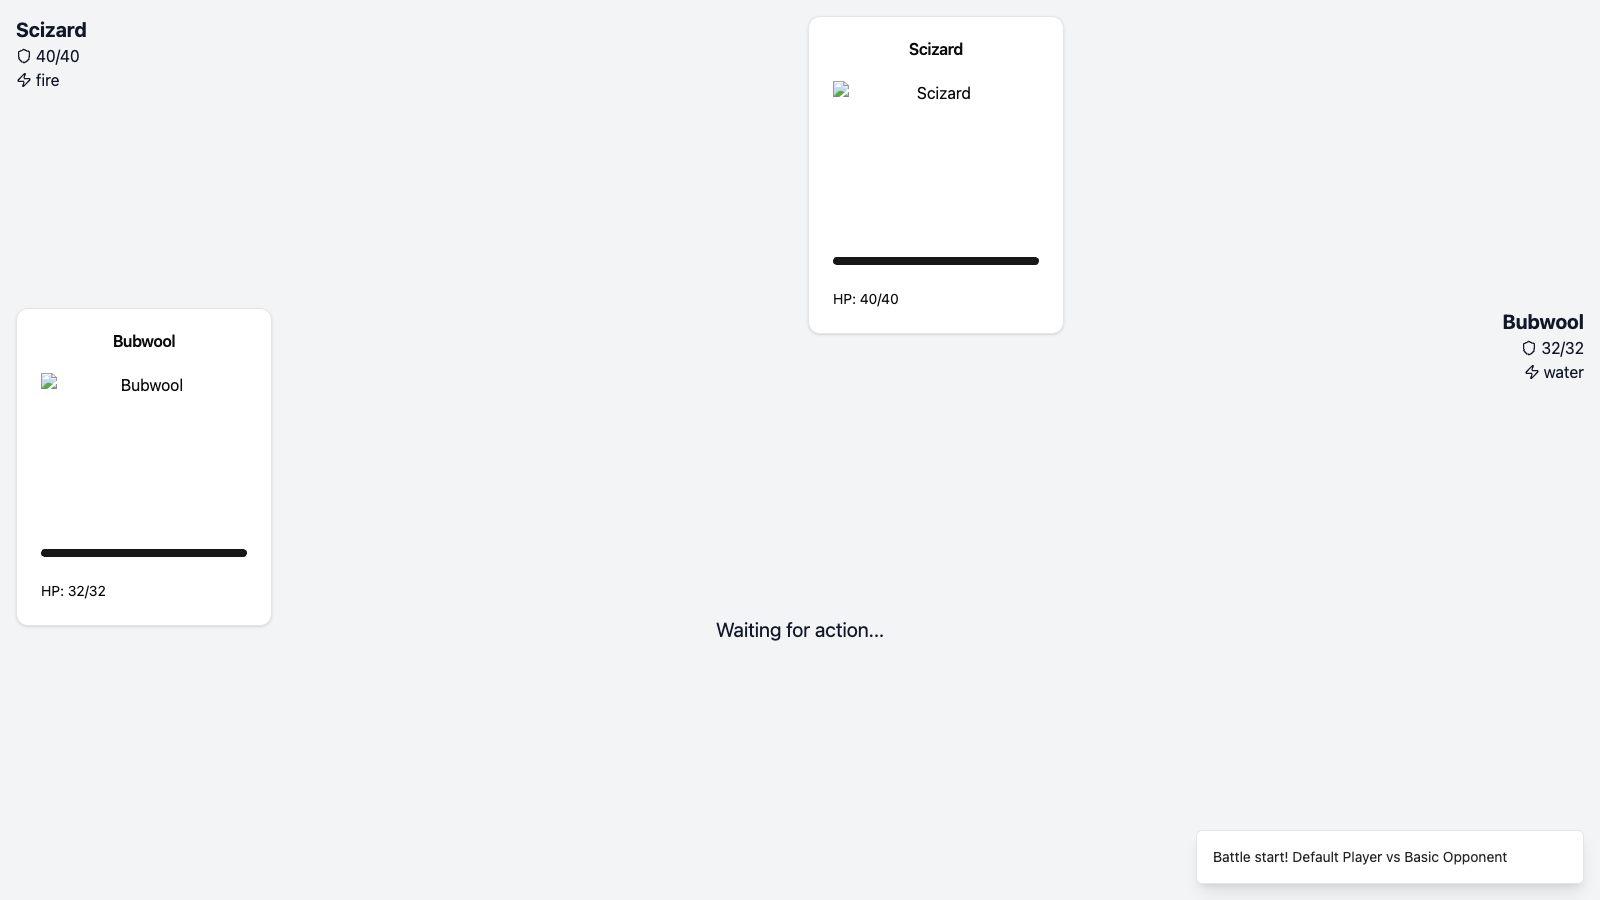 Scizard
40/40
fire
Scizard
Scizard
HP: 40/40
Bubwool
32/32
water
Bubwool
Bubwool
HP: 32/32
Waiting for action...
Battle start! Default Player vs Basic Opponent